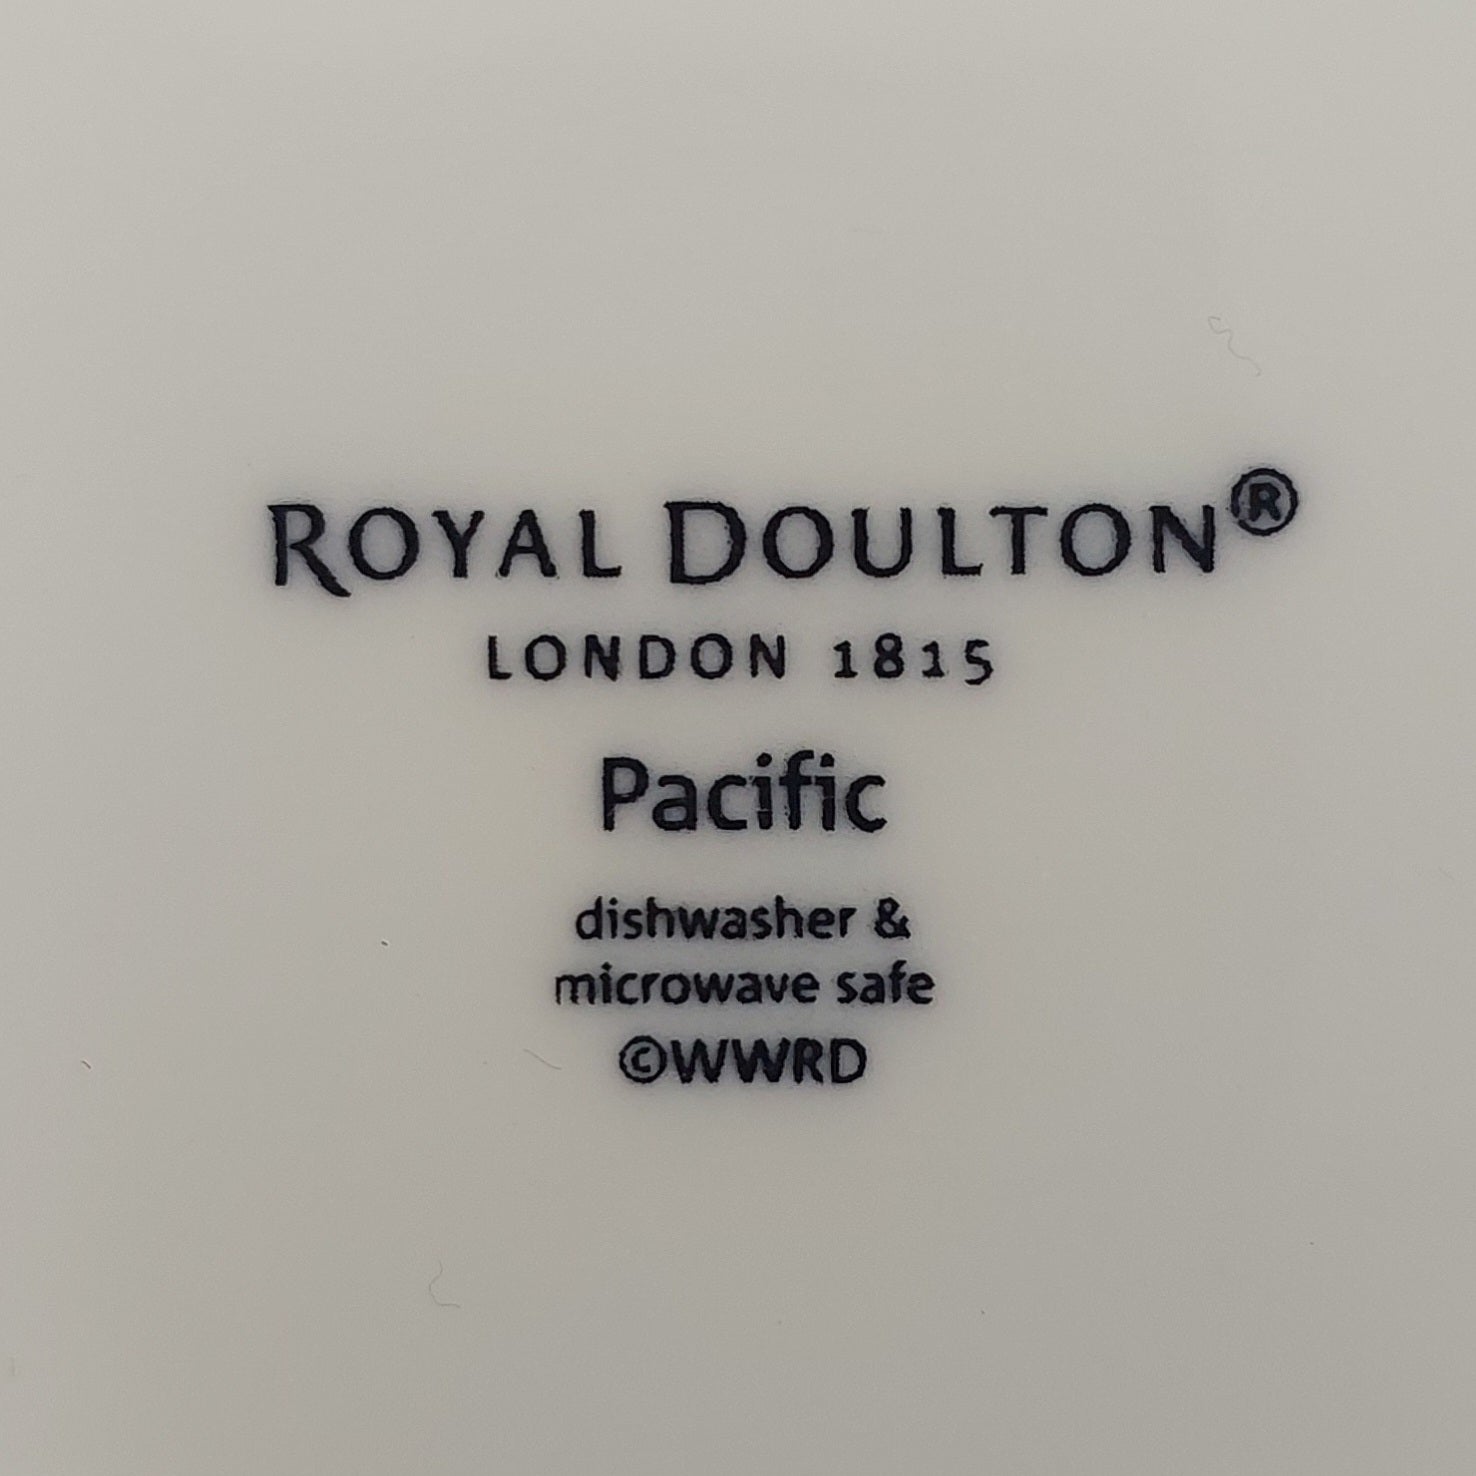 ROYAL DOULTON®
LONDON 1815
Pacific
dishwasher &
microwave safe
©WWRD